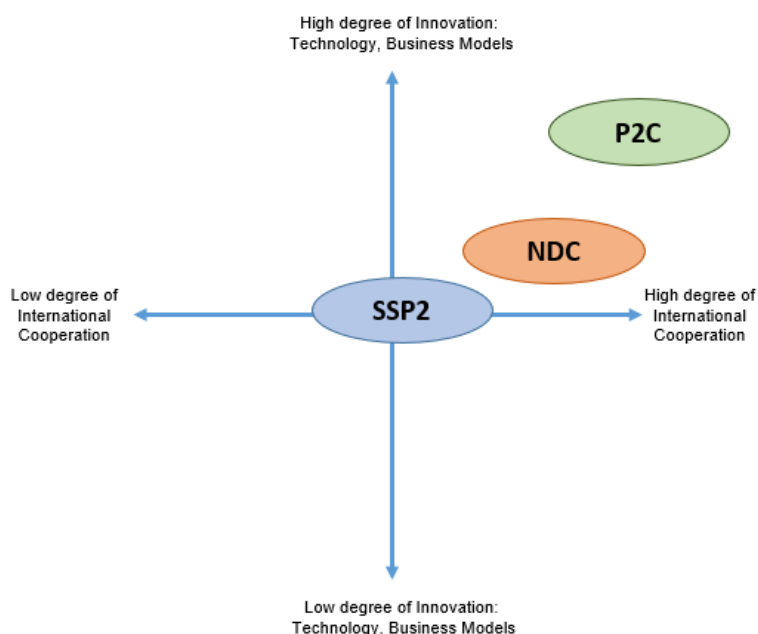 High degree of Innovation:
Technology, Business Models
P2C
NDC
Low degree of
International
Cooperation
SSP2
High degree of
International
Cooperation
Low degree of Innovation:
Technology, Business Models